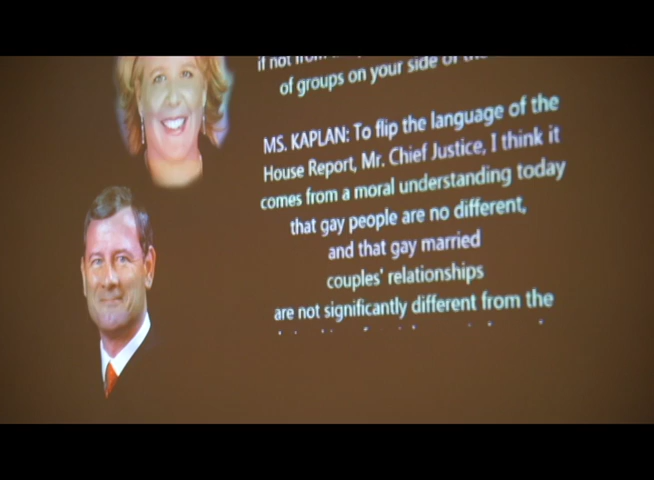 if not from
of groups on your side of
MS. KAPLAN: To flip the language of the
House Report, Mr. Chief Justice, I think it
comes from a moral understanding today
that gay people are no different,
and that gay married
couples' relationships
are not significantly different from the